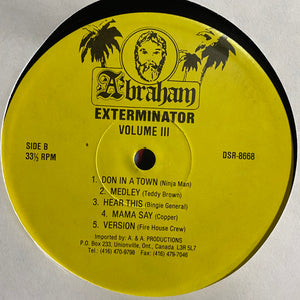 Abraham
EXTERMINATOR
VOLUME III
SIDE B
33⅓ RPM
DSR-8668
1. DON IN A TOWN (Ninja Man)
2. MEDLEY (Teddy Brown)
3. HEAR THIS (Bingie General)
4. MAMA SAY (Copper)
5. VERSION (Fire House Crew)
Imported by: A. & A. PRODUCTIONS
P.O. Box 233, Unionville, Ont. Canada L3R 5L7
Tel: (416) 470-9798 Fax: (416) 479-7046